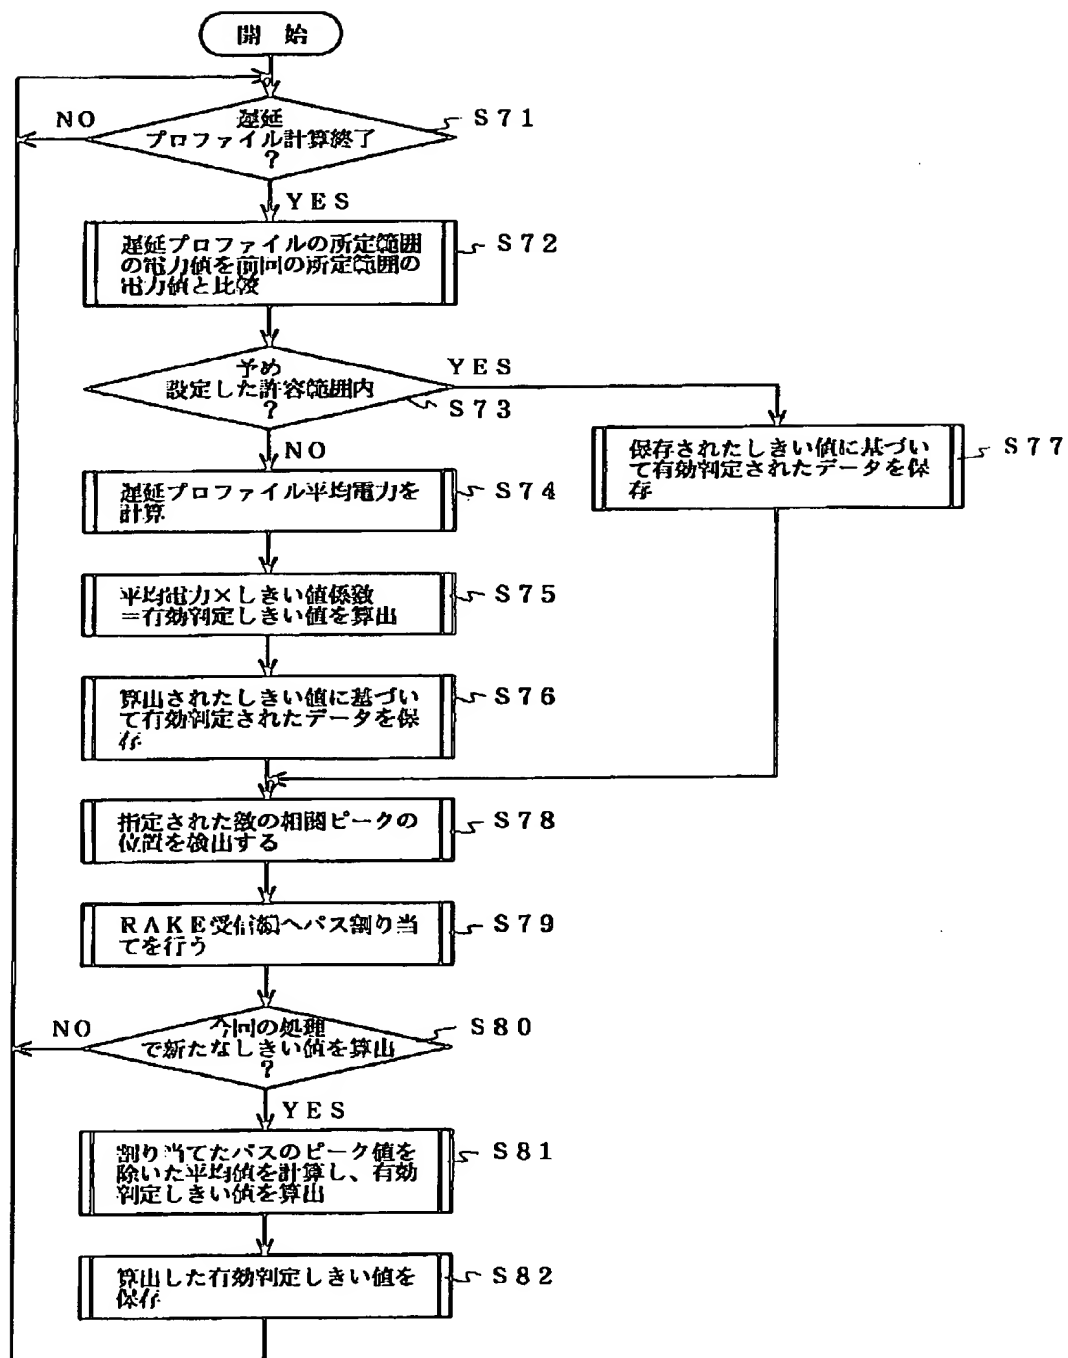 開 始
遅延
プロファイル計算終了
?
S71
NO
YES
遅延プロファイルの所定範囲
の電力値を前回の所定範囲の
電力値と比較
S72
予め
設定した許容範囲内
?
S73
YES
NO
保存されたしきい値に基づい
て有効判定されたデータを保
存
S77
遅延プロファイル平均電力を
計算
S74
平均電力×しきい値係数
=有効判定しきい値を算出
S75
算出されたしきい値に基づい
て有効判定されたデータを保
存
S76
指定された数の相関ピークの
位置を検出する
S78
RAKE受信機へパス割り当
てを行う
S79
今回の処理
で新たなしきい値を算出
?
S80
NO
YES
割り当てたパスのピーク値を
除いた平均値を計算し、有効
判定しきい値を算出
S81
算出した有効判定しきい値を
保存
S82